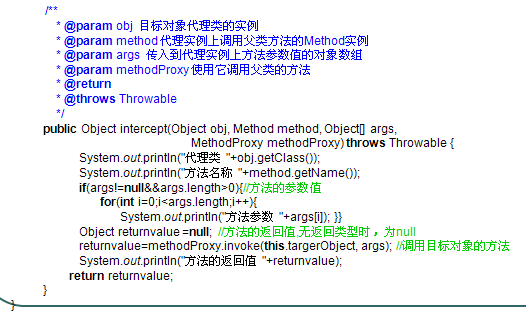 /**
* @param obj 目标对象代理类的实例
* @param method 代理实例上调用父类方法的Method实例
* @param args 传入到代理实例上方法参数值的对象数组
* @param methodProxy 使用它调用父类的方法
* @return
* @throws Throwable
*/
public Object intercept(Object obj, Method method, Object[] args,
MethodProxy methodProxy) throws Throwable {
System.out.println("代理类 "+obj.getClass());
System.out.println("方法名称 "+method.getName());
if(args!=null&&args.length>0){//方法的参数值
for(int i=0;i<args.length;i++){
System.out.println("方法参数 "+args[i]); }}
Object returnvalue =null; //方法的返回值,无返回类型时，为null
returnvalue=methodProxy.invoke(this.targerObject, args); //调用目标对象的方法
System.out.println("方法的返回值 "+returnvalue);
return returnvalue;
}
}